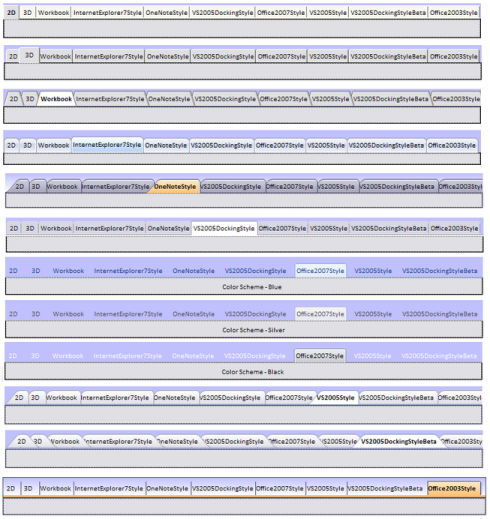 2D 3D Workbook InternetExplorer7Style OneNoteStyle VS2005DockingStyle Office2007Style VS2005Style VS2005DockingStyleBeta Office2003Style
2D 3D Workbook InternetExplorer7Style OneNoteStyle VS2005DockingStyle Office2007Style VS2005Style VS2005DockingStyleBeta Office2003Style
2D 3D Workbook InternetExplorer7Style OneNoteStyle VS2005DockingStyle Office2007Style VS2005Style VS2005DockingStyleBeta Office2003Style
2D 3D Workbook InternetExplorer7Style OneNoteStyle VS2005DockingStyle Office2007Style VS2005Style VS2005DockingStyleBeta Office2003Style
2D 3D Workbook InternetExplorer7Style OneNoteStyle VS2005DockingStyle Office2007Style VS2005Style VS2005DockingStyleBeta Office2003Styl
2D 3D Workbook InternetExplorer7Style OneNoteStyle VS2005DockingStyle Office2007Style VS2005Style VS2005DockingStyleBeta Office2003Style
2D 3D Workbook InternetExplorer7Style OneNoteStyle VS2005DockingStyle Office2007Style VS2005Style VS2005DockingStyleBeta
Color Scheme - Blue
2D 3D Workbook InternetExplorer7Style OneNoteStyle VS2005DockingStyle Office2007Style VS2005Style VS2005DockingStyleBeta
Color Scheme - Silver
2D 3D Workbook InternetExplorer7Style OneNoteStyle VS2005DockingStyle Office2007Style VS2005Style VS2005DockingStyleBeta
Color Scheme - Black
2D 3D Workbook InternetExplorer7Style OneNoteStyle VS2005DockingStyle Office2007Style VS2005Style VS2005DockingStyleBeta Office2003Styl
2D 3D Workbook InternetExplorer7Style OneNoteStyle VS2005DockingStyle Office2007Style VS2005Style VS2005DockingStyleBeta Office2003Sty
2D 3D Workbook InternetExplorer7Style OneNoteStyle VS2005DockingStyle Office2007Style VS2005Style VS2005DockingStyleBeta Office2003Style